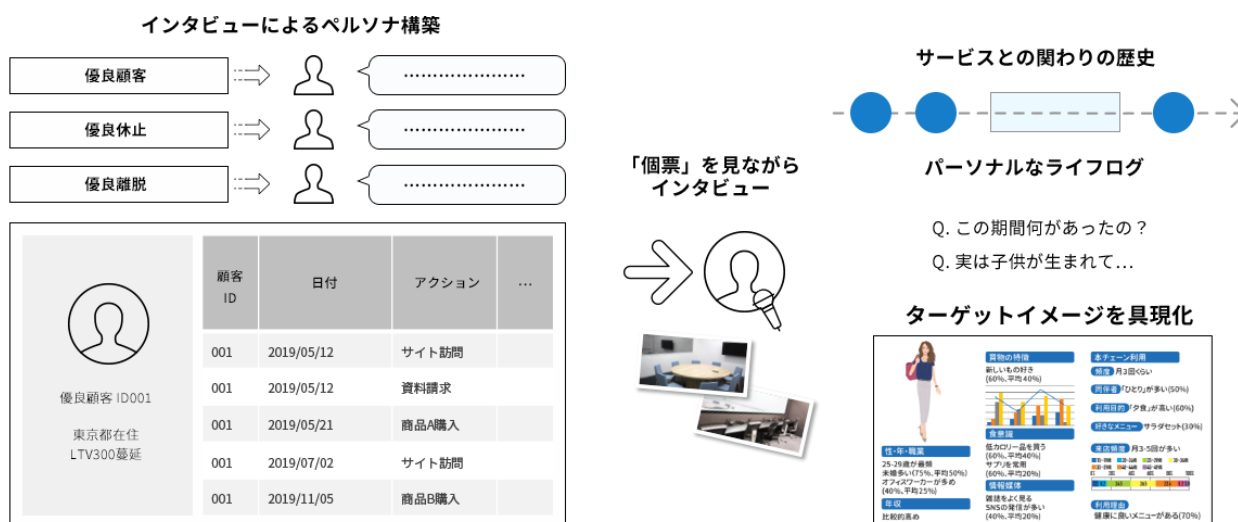 インタビューによるペルソナ構築
優良顧客
優良休止
優良離脱
顧客
ID
日付
アクション
…
001 2019/05/12 サイト訪問
001 2019/05/12 資料請求
001 2019/05/21 商品A購入
001 2019/07/02 サイト訪問
001 2019/11/05 商品B購入
優良顧客 ID001
東京都在住
LTV300蔓延
「個票」を見ながら
インタビュー
サービスとの関わりの歴史
パーソナルなライフログ
Q. この期間何があったの？
Q. 実は子供が生まれて…
ターゲットイメージを具現化
性・年・職業
25-29歳が最頻
未婚多い(75%、平均50%)
オフィスワーカーが多め
(40%、平均25%)
年収
比較的高め
買物の特徴
新しいもの好き
(60%、平均40%)
食意識
低カロリー品を買う
(60%、平均40%)
サプリを常用
(60%、平均20%)
情報媒体
雑誌をよく見る
SNSの発信が多い
(40%、平均20%)
本チェーン利用
頻度 月3回くらい
同伴者 「ひとり」が多い(50%)
利用目的 「夕食」が高い(60%)
好きなメニュー サラダセット(30%)
来店頻度 月3-5回が多い
利用理由
健康に良いメニューがある(70%)